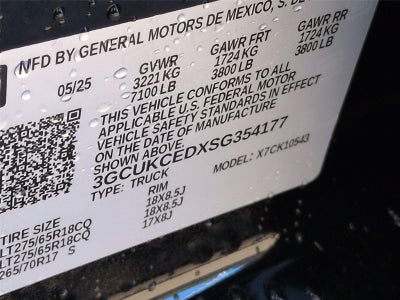 MFD BY GENERAL MOTORS DE MEXICO, S. DE
05/25 GVWR GAWR FRT GAWR RR
3221 KG 1724 KG 1724 KG
7100 LB 3800 LB 3800 LB
THIS VEHICLE CONFORMS TO ALL
APPLICABLE U.S. FEDERAL MOTOR
VEHICLE SAFETY STANDARDS IN EFFECT
ON THE DATE OF MANUFACTURE
SHOWN ABOVE.
3GCUKCEDXSG354177
TYPE: TRUCK MODEL: X7CK10543
TIRE SIZE RIM
LT275/65R18CQ 18X8.5J
LT275/65R18CQ 18X8.5J
265/70R17 S 17X8J